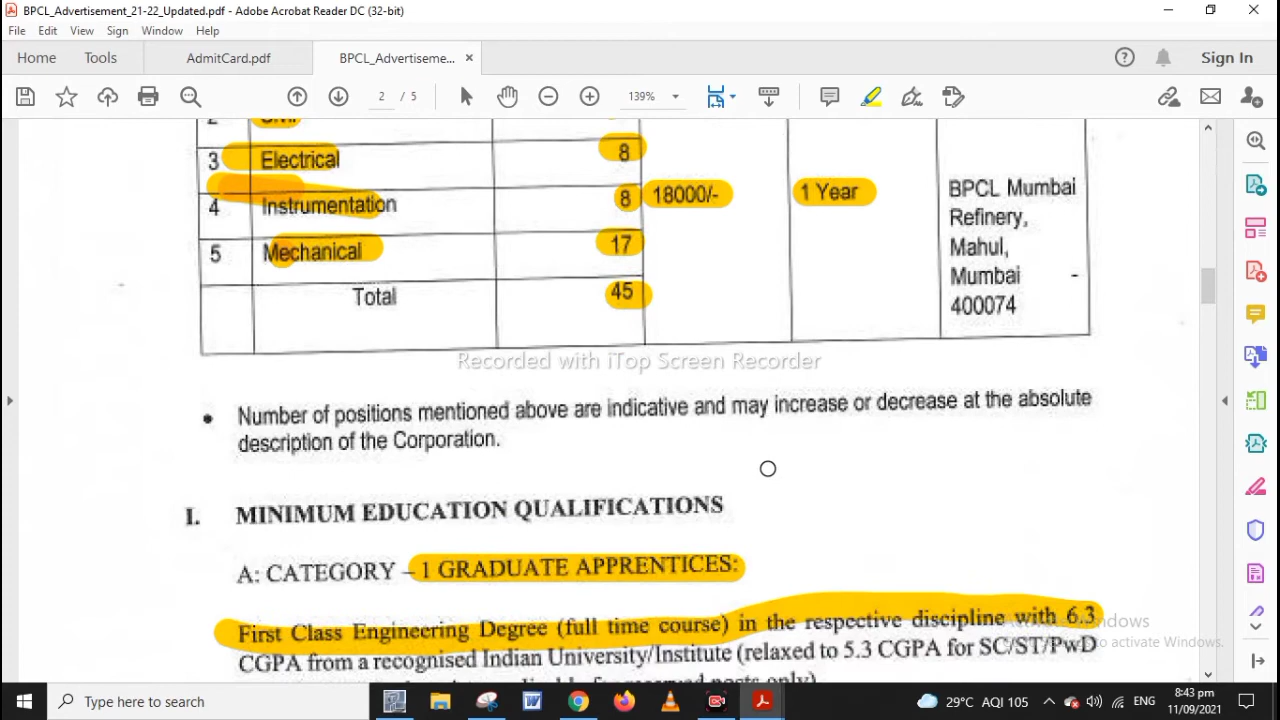 BPCL_Advertisement_21-22_Updated.pdf - Adobe Acrobat Reader DC (32-bit)
File Edit View Sign Window Help
Home Tools AdmitCard.pdf BPCL_Advertiseme... × Sign In
2 / 5 139%
3 Electrical 8
4 Instrumentation 8 18000/- 1 Year BPCL Mumbai
Refinery,
5 Mechanical 17 Mahul,
Mumbai -
Total 45 400074
Recorded with iTop Screen Recorder
• Number of positions mentioned above are indicative and may increase or decrease at the absolute
description of the Corporation.
I. MINIMUM EDUCATION QUALIFICATIONS
A: CATEGORY – 1 GRADUATE APPRENTICES:
First Class Engineering Degree (full time course) in the respective discipline with 6.3
CGPA from a recognised Indian University/Institute (relaxed to 5.3 CGPA for SC/ST/PwD
Windows
to activate Windows.
Type here to search 29°C AQI 105 ENG 8:43 pm
11/09/2021